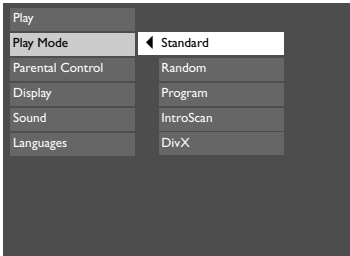 Play
Play Mode
Standard
Parental Control
Random
Display
Program
Sound
IntroScan
Languages
DivX